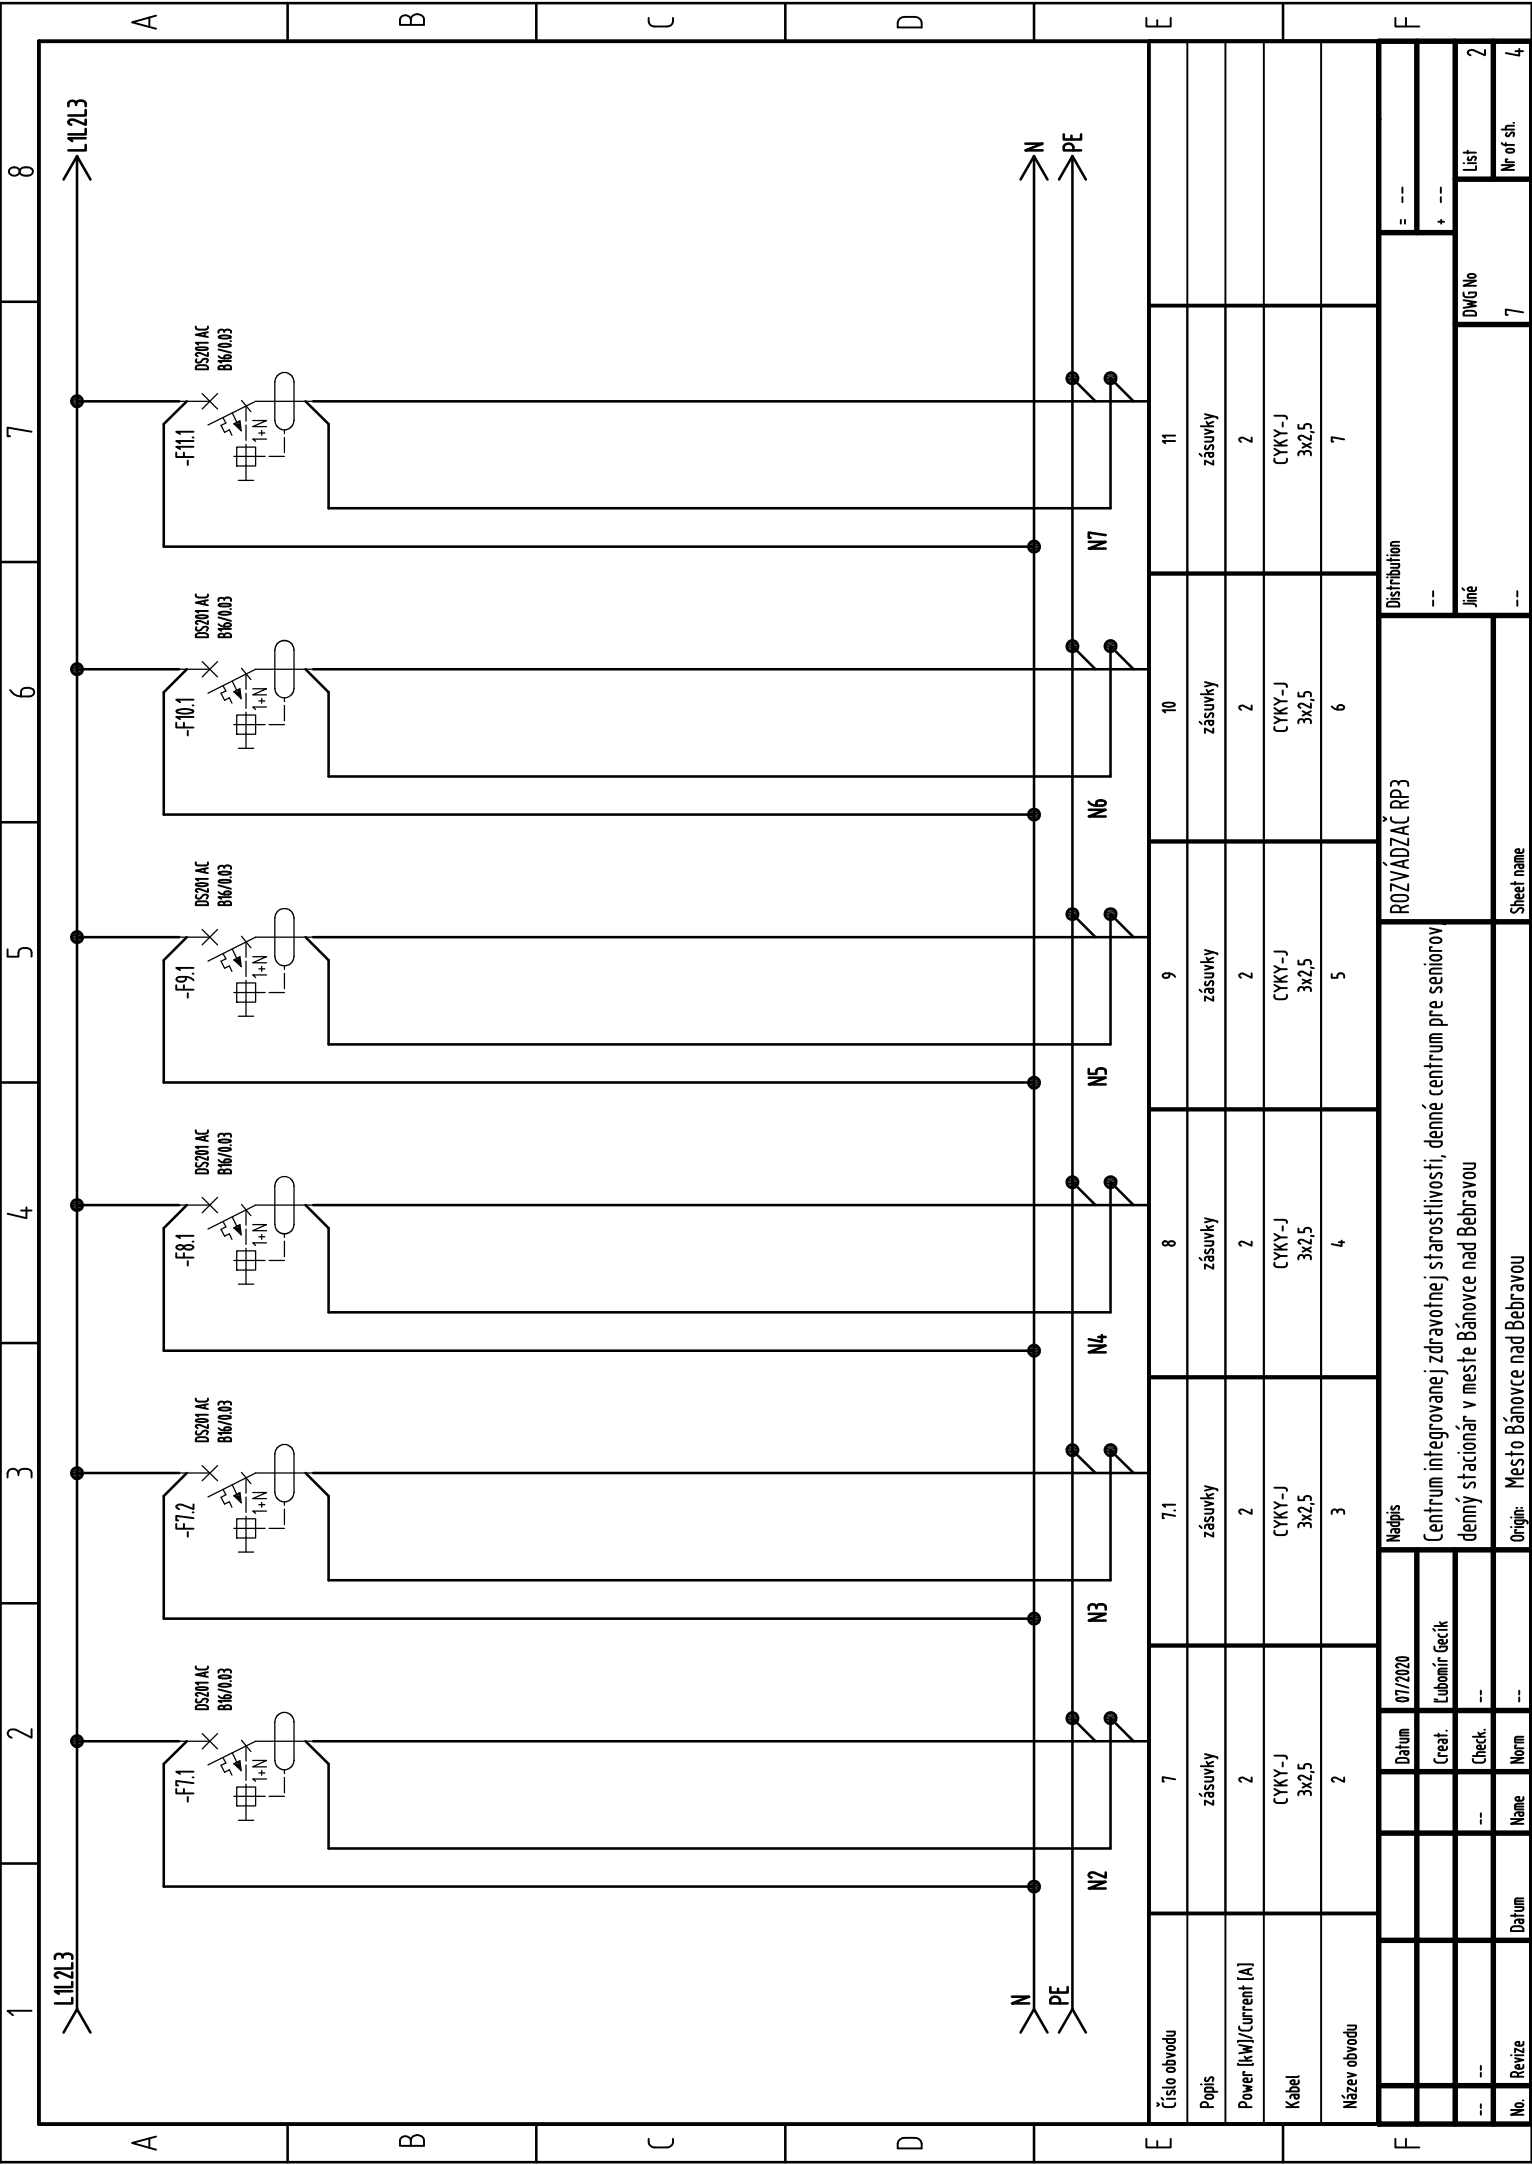 1 2 3 4 5 6 7 8
A A
B B
C C
D D
E E
F F
L1L2L3 L1L2L3
-F7.1
DS201 AC
B16/0.03
1+N
-F7.2
DS201 AC
B16/0.03
1+N
-F8.1
DS201 AC
B16/0.03
1+N
-F9.1
DS201 AC
B16/0.03
1+N
-F10.1
DS201 AC
B16/0.03
1+N
-F11.1
DS201 AC
B16/0.03
1+N
N N
PE PE
N2 N3 N4 N5 N6 N7
Číslo obvodu 7 7.1 8 9 10 11
Popis zásuvky zásuvky zásuvky zásuvky zásuvky zásuvky
Power [kW]/Current [A] 2 2 2 2 2 2
Kabel CYKY-J CYKY-J CYKY-J CYKY-J CYKY-J CYKY-J
3x2,5 3x2,5 3x2,5 3x2,5 3x2,5 3x2,5
Název obvodu 2 3 4 5 6 7
Datum 07/2020
Creat. Ľubomír Gecík
-- -- -- Check. --
No. Revize Datum Name Norm --
Nadpis
Centrum integrovanej zdravotnej starostlivosti, denné centrum pre seniorov,
denný stacionár v meste Bánovce nad Bebravou
Origin: Mesto Bánovce nad Bebravou
ROZVÁDZAČ RP3
Sheet name
Distribution
--
Jiné
--
= --
+ --
DWG No
7
List 2
Nr of sh. 4